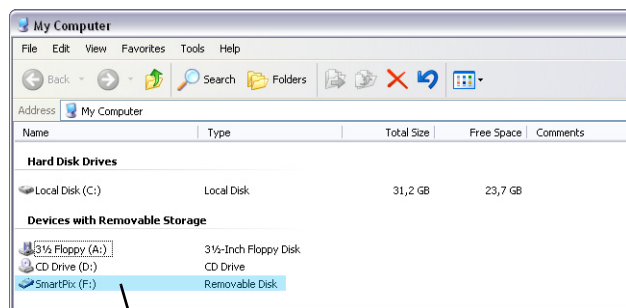 My Computer
File Edit View Favorites Tools Help
Back Search Folders
Address My Computer
Name Type Total Size Free Space Comments
Hard Disk Drives
Local Disk (C:) Local Disk 31,2 GB 23,7 GB
Devices with Removable Storage
3½ Floppy (A:) 3½-Inch Floppy Disk
CD Drive (D:) CD Drive
SmartPix (F:) Removable Disk